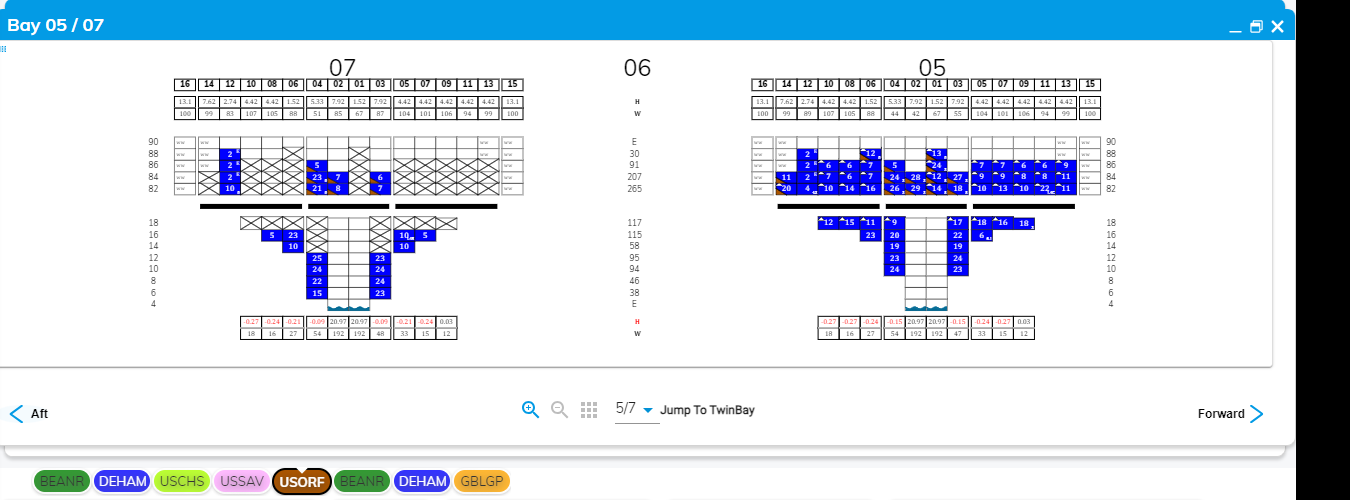 Bay 05 / 07
07 06 05
16 14 12 10 08 06 04 02 01 03 05 07 09 11 13 15 16 14 12 10 08 06 04 02 01 03 05 07 09 11 13 15
13.1 7.62 2.74 4.42 4.42 1.52 5.33 7.92 1.52 7.92 4.42 4.42 4.42 4.42 4.42 13.1 H 13.1 7.62 2.74 4.42 4.42 1.52 5.33 7.92 1.52 7.92 4.42 4.42 4.42 4.42 4.42 13.1
100 99 83 107 105 88 51 85 67 87 104 101 106 94 99 100 W 100 99 89 107 105 88 44 42 67 55 104 101 106 94 99 100
90 E 90
88 2 30 2 12 13 88
86 2 5 91 2 6 6 7 5 24 7 7 6 6 9 86
84 2 23 7 6 207 11 2 9 6 7 24 28 12 27 9 9 8 8 11 84
82 10 21 8 7 265 20 4 10 14 16 26 29 14 18 10 13 10 22 11 82
18 117 12 15 11 9 17 18 16 18 18
16 5 23 10 5 115 23 20 22 6 16
14 10 10 58 19 19 14
12 25 23 95 23 24 12
10 24 24 94 24 23 10
8 22 24 46 8
6 15 23 38 6
4 E 4
-0.27 -0.24 -0.21 -0.09 20.97 20.97 -0.09 -0.21 -0.24 0.03 H -0.27 -0.27 -0.24 -0.15 20.97 20.97 -0.15 -0.24 -0.27 0.03
18 16 27 54 192 192 48 33 15 12 W 18 16 27 54 192 192 47 33 15 12
Aft 5/7 Jump To TwinBay Forward
BEANR DEHAM USCHS USSAV USORF BEANR DEHAM GBLGP